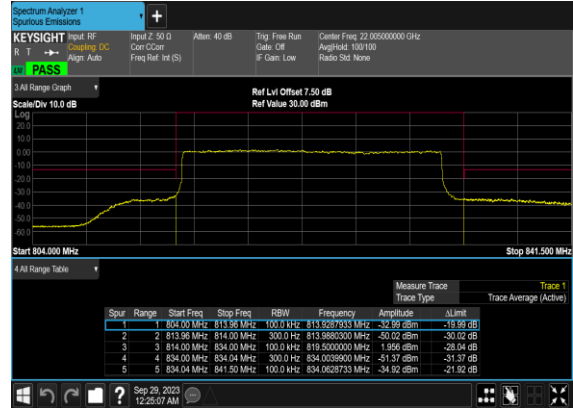 Spectrum Analyzer 1
Spurious Emissions
KEYSIGHT Input: RF Input Z: 50 Ω Atten: 40 dB Trig: Free Run Center Freq: 22.005000000 GHz
R T Coupling: DC Corr CCorr Gate: Off Avg|Hold: 100/100
Align: Auto Freq Ref: Int (S) IF Gain: Low Radio Std: None
PASS
3 All Range Graph
Ref Lvl Offset 7.50 dB
Scale/Div 10.0 dB Ref Value 30.00 dBm
Log
20.0
10.0
0.00
-10.0
-20.0
-30.0
-40.0
-50.0
-60.0
Start 804.000 MHz Stop 841.500 MHz
4 All Range Table
Measure Trace Trace 1
Trace Type Trace Average (Active)
Spur Range Start Freq Stop Freq RBW Frequency Amplitude ΔLimit
1 1 804.00 MHz 813.96 MHz 100.0 kHz 813.9287933 MHz -32.99 dBm -19.99 dB
2 2 813.96 MHz 814.00 MHz 300.0 Hz 813.9880300 MHz -50.02 dBm -30.02 dB
3 3 814.00 MHz 834.00 MHz 100.0 kHz 819.5000000 MHz 1.956 dBm -28.04 dB
4 4 834.00 MHz 834.04 MHz 300.0 Hz 834.0039900 MHz -51.37 dBm -31.37 dB
5 5 834.04 MHz 841.50 MHz 100.0 kHz 834.0628733 MHz -34.92 dBm -21.92 dB
Sep 29, 2023
12:25:07 AM